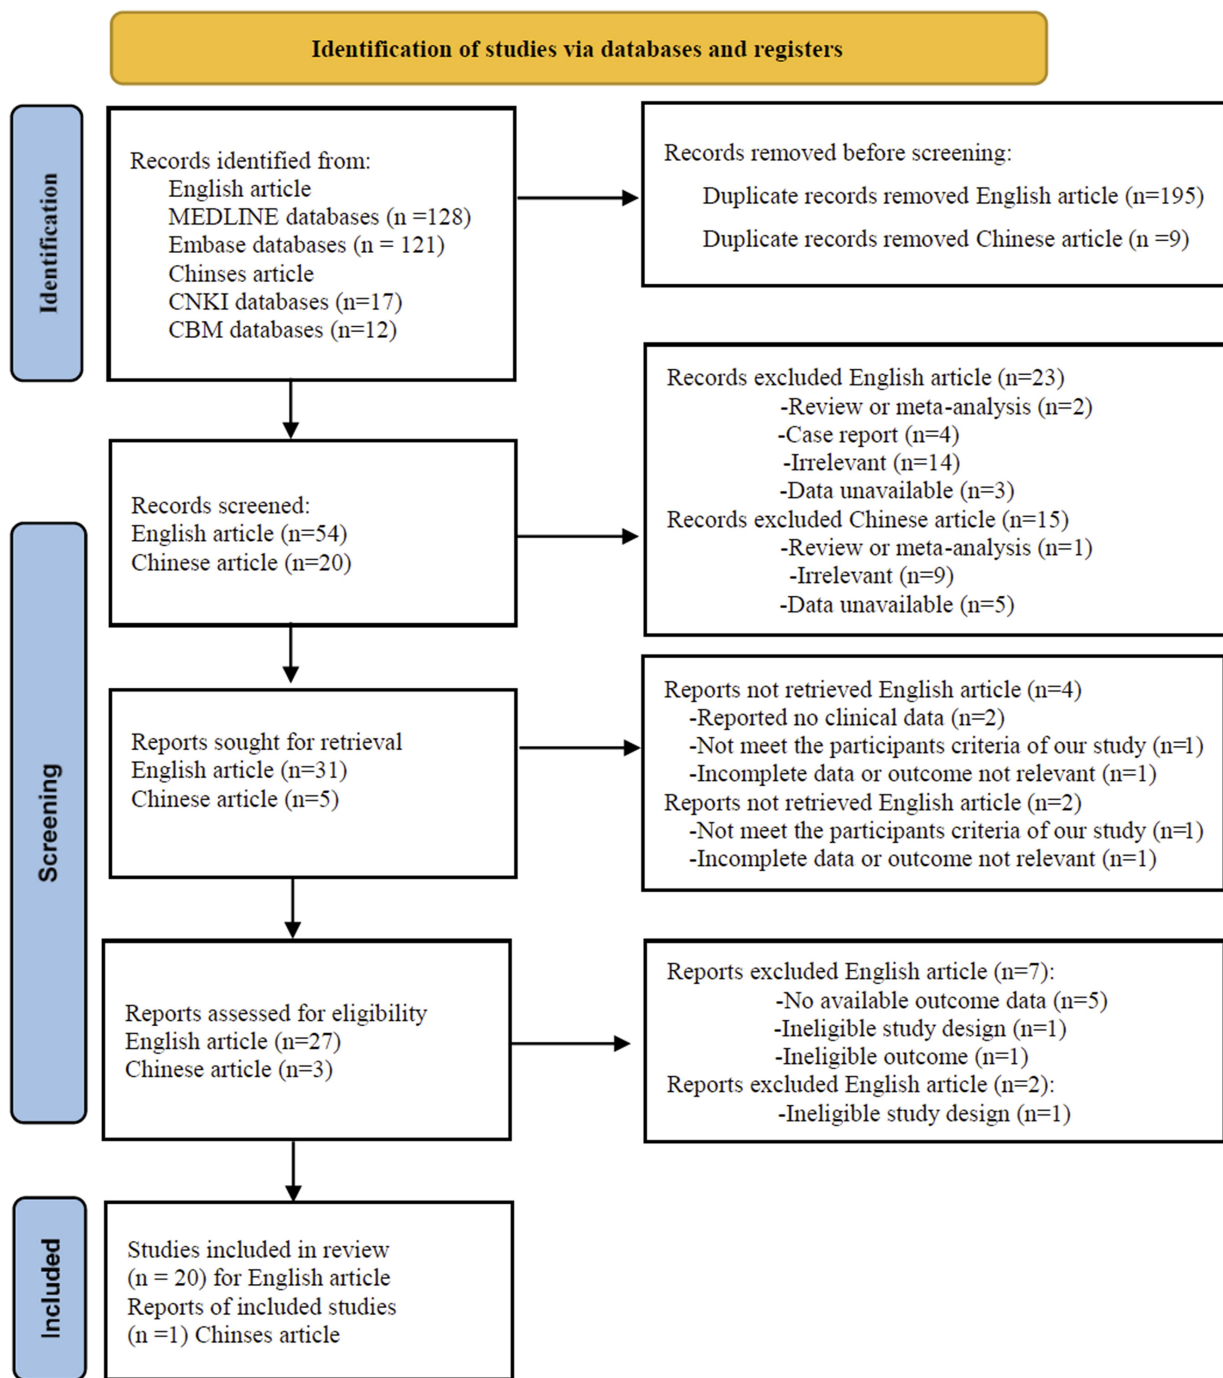 Identification of studies via databases and registers
Identification
Records identified from:
English article
MEDLINE databases (n =128)
Embase databases (n = 121)
Chinses article
CNKI databases (n=17)
CBM databases (n=12)
Records removed before screening:
Duplicate records removed English article (n=195)
Duplicate records removed Chinese article (n =9)
Screening
Records screened:
English article (n=54)
Chinese article (n=20)
Records excluded English article (n=23)
-Review or meta-analysis (n=2)
-Case report (n=4)
-Irrelevant (n=14)
-Data unavailable (n=3)
Records excluded Chinese article (n=15)
-Review or meta-analysis (n=1)
-Irrelevant (n=9)
-Data unavailable (n=5)
Reports sought for retrieval
English article (n=31)
Chinese article (n=5)
Reports not retrieved English article (n=4)
-Reported no clinical data (n=2)
-Not meet the participants criteria of our study (n=1)
-Incomplete data or outcome not relevant (n=1)
Reports not retrieved English article (n=2)
-Not meet the participants criteria of our study (n=1)
-Incomplete data or outcome not relevant (n=1)
Reports assessed for eligibility
English article (n=27)
Chinese article (n=3)
Reports excluded English article (n=7):
-No available outcome data (n=5)
-Ineligible study design (n=1)
-Ineligible outcome (n=1)
Reports excluded English article (n=2):
-Ineligible study design (n=1)
Included
Studies included in review
(n = 20) for English article
Reports of included studies
(n =1) Chinses article